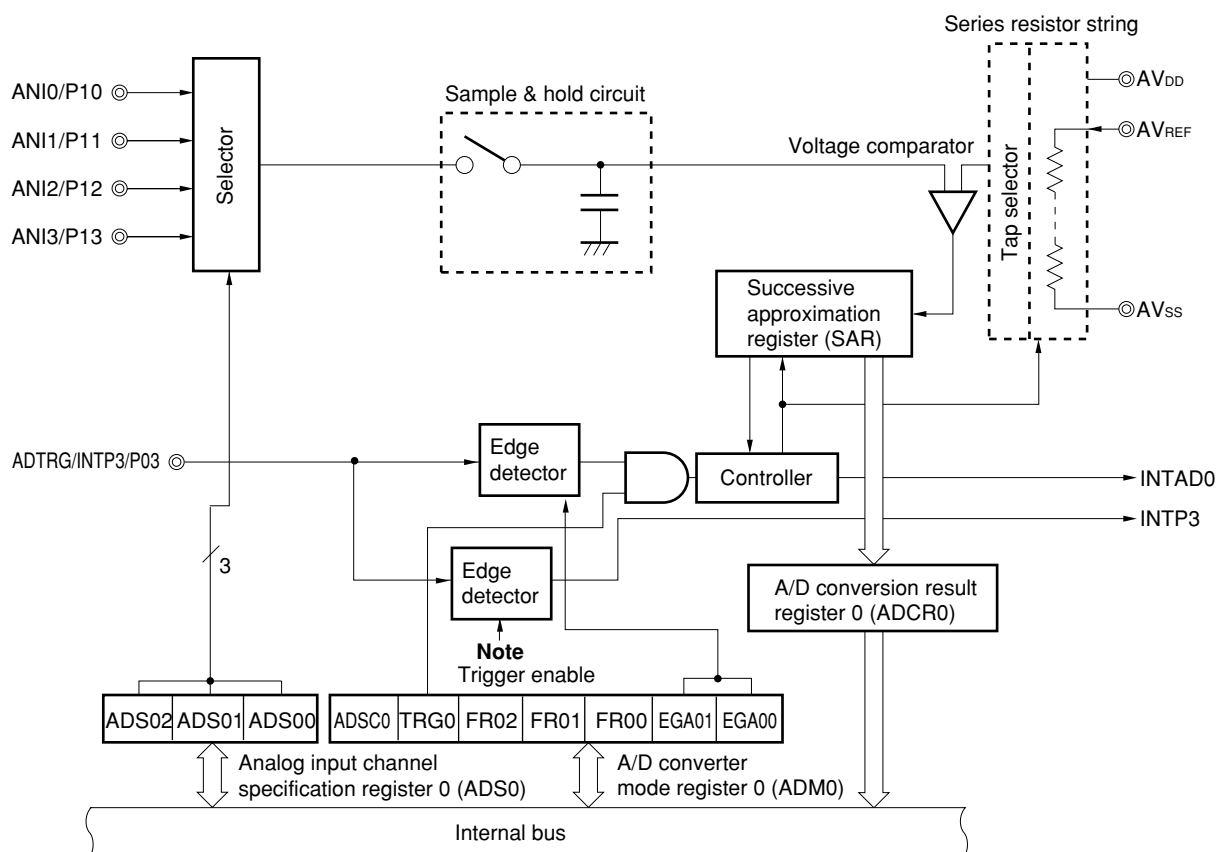 Series resistor string
ANI0/P10
ANI1/P11
ANI2/P12
ANI3/P13
Selector
Sample & hold circuit
Voltage comparator
Tap selector
AVDD
AVREF
AVSS
Successive
approximation
register (SAR)
ADTRG/INTP3/P03
Edge
detector
Controller
INTAD0
INTP3
3
Edge
detector
A/D conversion result
register 0 (ADCR0)
Note
Trigger enable
ADS02 ADS01 ADS00
ADSC0 TRG0 FR02 FR01 FR00 EGA01 EGA00
Analog input channel
specification register 0 (ADS0)
A/D converter
mode register 0 (ADM0)
Internal bus